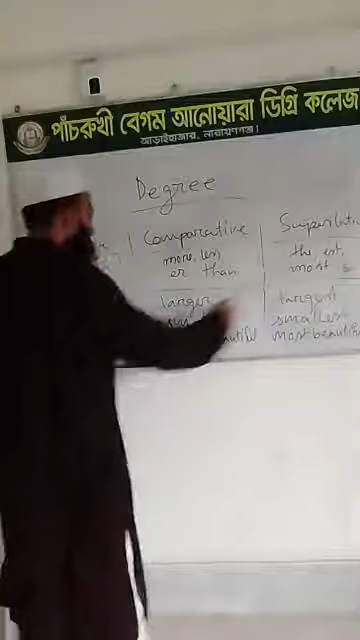 পাঁচরুখী বেগম আনোয়ারা ডিগ্রি কলেজ
আড়াইহাজার, নারায়ণগঞ্জ।
Degree
Comparative
more, less the est,
er than most
larger largest
smallest
most beautiful